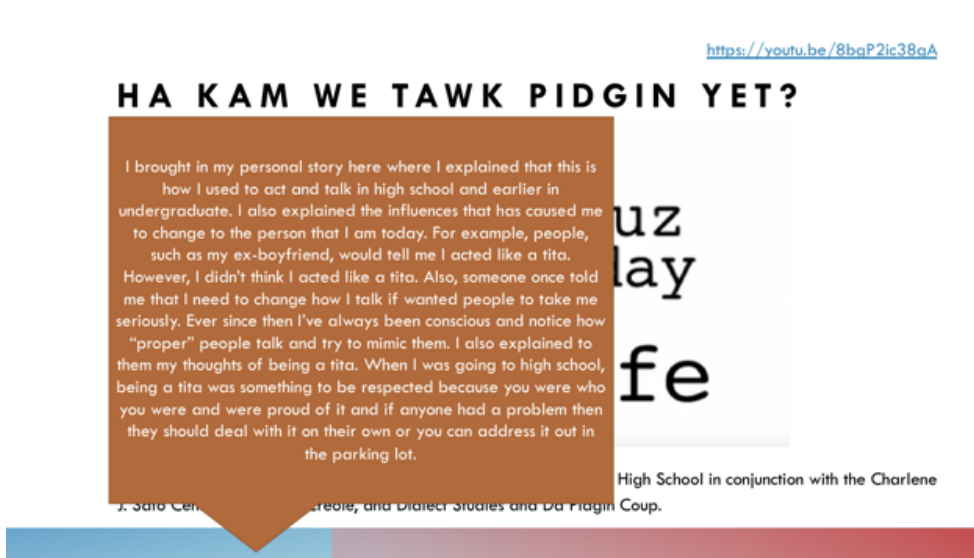 https://youtu.be/8bqP2ic38gA
HA KAM WE TAWK PIDGIN YET?
I brought in my personal story here where I explained that this is
how I used to act and talk in high school and earlier in
undergraduate. I also explained the influences that has caused me
to change to the person that I am today. For example, people,
such as my ex-boyfriend, would tell me I acted like a tita.
However, I didn't think I acted like a tita. Also, someone once told
me that I need to change how I talk if wanted people to take me
seriously. Ever since then I've always been conscious and notice how
“proper” people talk and try to mimic them. I also explained to
them my thoughts of being a tita. When I was going to high school,
being a tita was something to be respected because you were who
you were and were proud of it and if anyone had a problem then
they should deal with it on their own or you can address it out in
the parking lot.
uz
lay
fe
High School in conjunction with the Charlene
J. Sato Cen Creole, and Dialect Studies and Da Pidgin Coup.